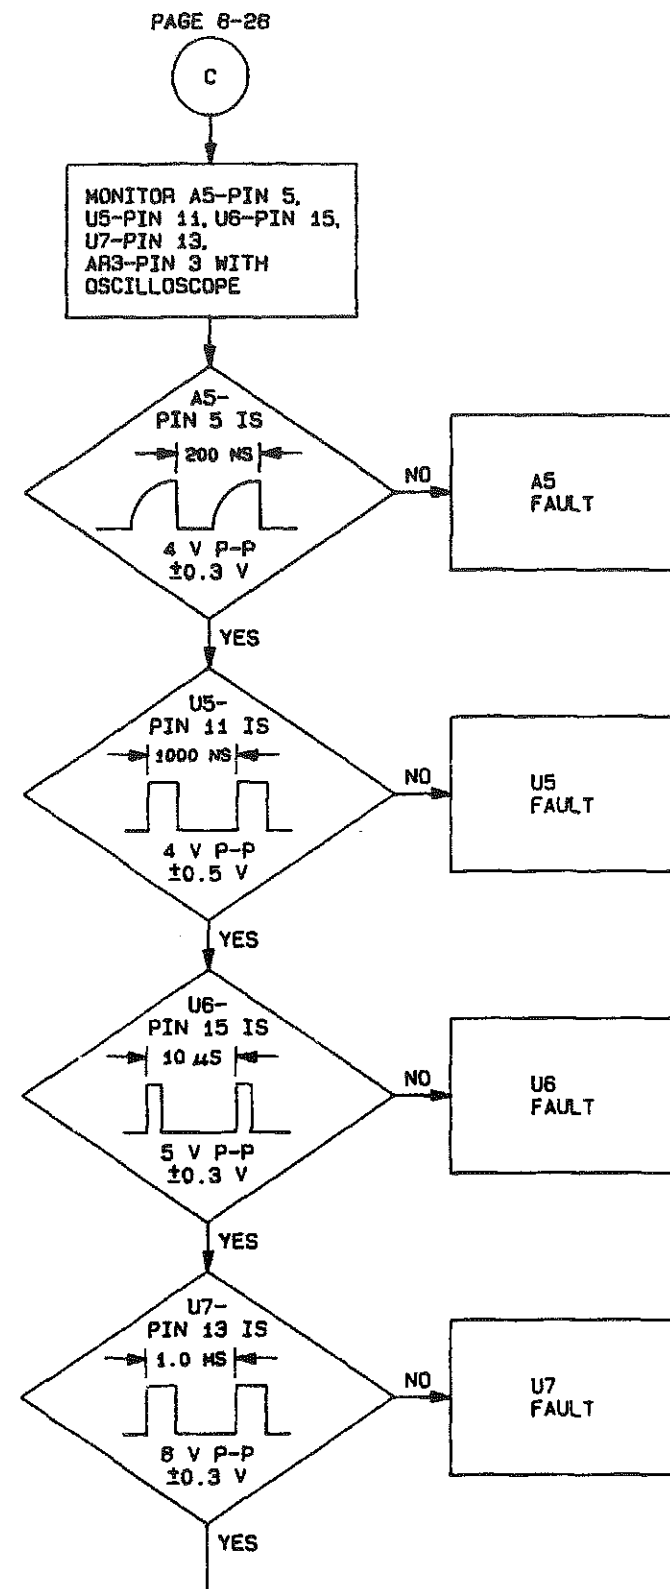 PAGE 6-26
C
MONITOR A5-PIN 5,
U5-PIN 11, U6-PIN 15,
U7-PIN 13,
AR3-PIN 3 WITH
OSCILLOSCOPE
A5-
PIN 5 IS
200 NS
4 V P-P
±0.3 V
NO
A5
FAULT
YES
U5-
PIN 11 IS
1000 NS
4 V P-P
±0.5 V
NO
U5
FAULT
YES
U6-
PIN 15 IS
10 µS
5 V P-P
±0.3 V
NO
U6
FAULT
YES
U7-
PIN 13 IS
1.0 MS
V P-P
±0.3 V
NO
U7
FAULT
YES